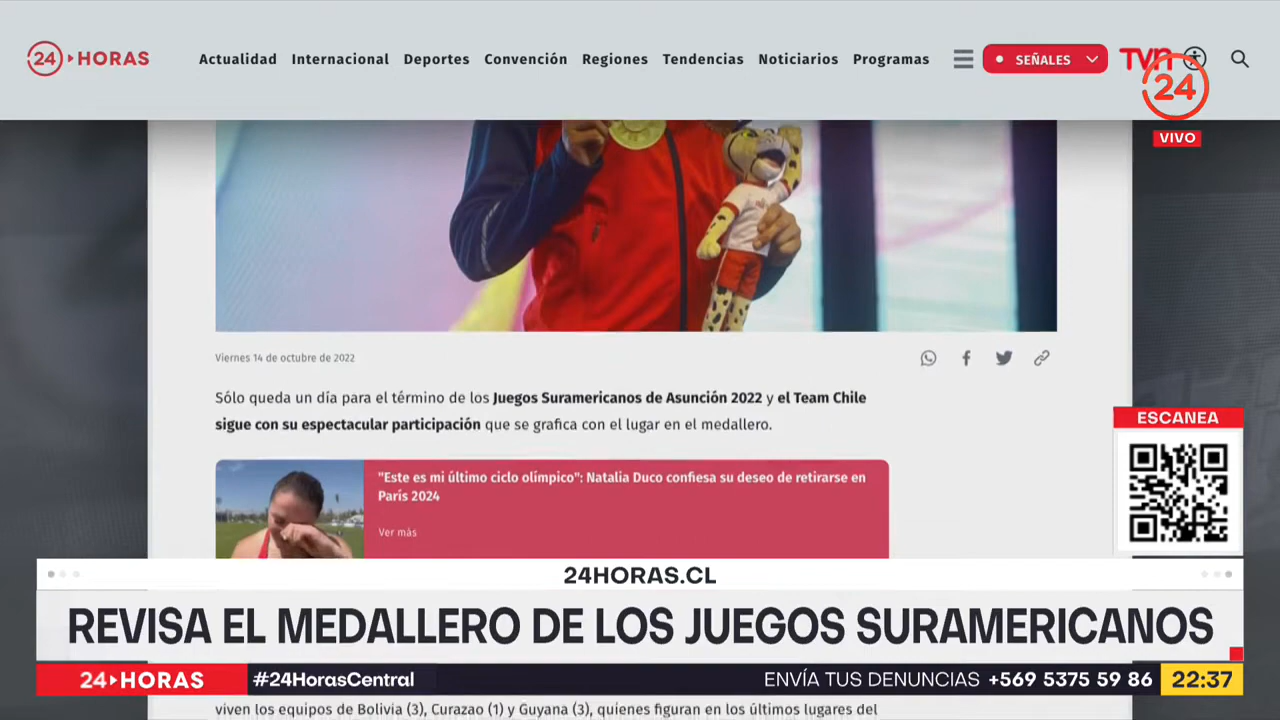 24 HORAS
Actualidad Internacional Deportes Convención Regiones Tendencias Noticiarios Programas
SEÑALES
TVN
24
VIVO
Viernes 14 de octubre de 2022
Sólo queda un día para el término de los Juegos Suramericanos de Asunción 2022 y el Team Chile
sigue con su espectacular participación que se grafica con el lugar en el medallero.
"Este es mi último ciclo olímpico": Natalia Duco confiesa su deseo de retirarse en
París 2024
Ver más
ESCANEA
24HORAS.CL
REVISA EL MEDALLERO DE LOS JUEGOS SURAMERICANOS
24 HORAS
#24HorasCentral
ENVÍA TUS DENUNCIAS +569 5375 59 86
22:37
viven los equipos de Bolivia (3), Curazao (1) y Guyana (3), quienes figuran en los últimos lugares del